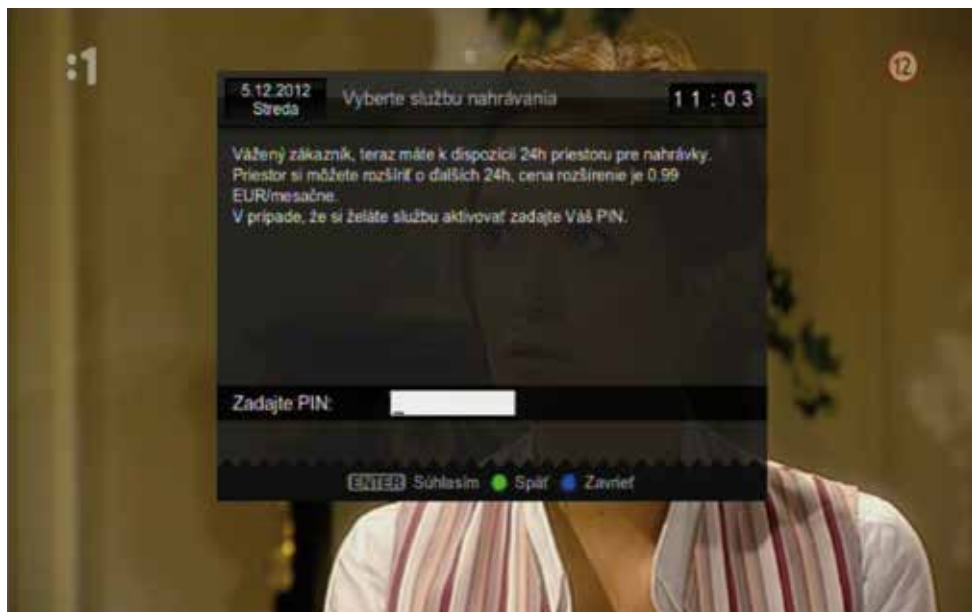 :1
12
5.12.2012
Streda
Vyberte službu nahrávania
11:03
Vážený zákazník, teraz máte k dispozícii 24h priestoru pre nahrávky.
Priestor si môžete rozšíriť o ďalších 24h, cena rozšírenie je 0.99
EUR/mesačne.
V prípade, že si želáte službu aktivovať zadajte Váš PIN.
Zadajte PIN:
ENTER Súhlasím Späť Zavrieť